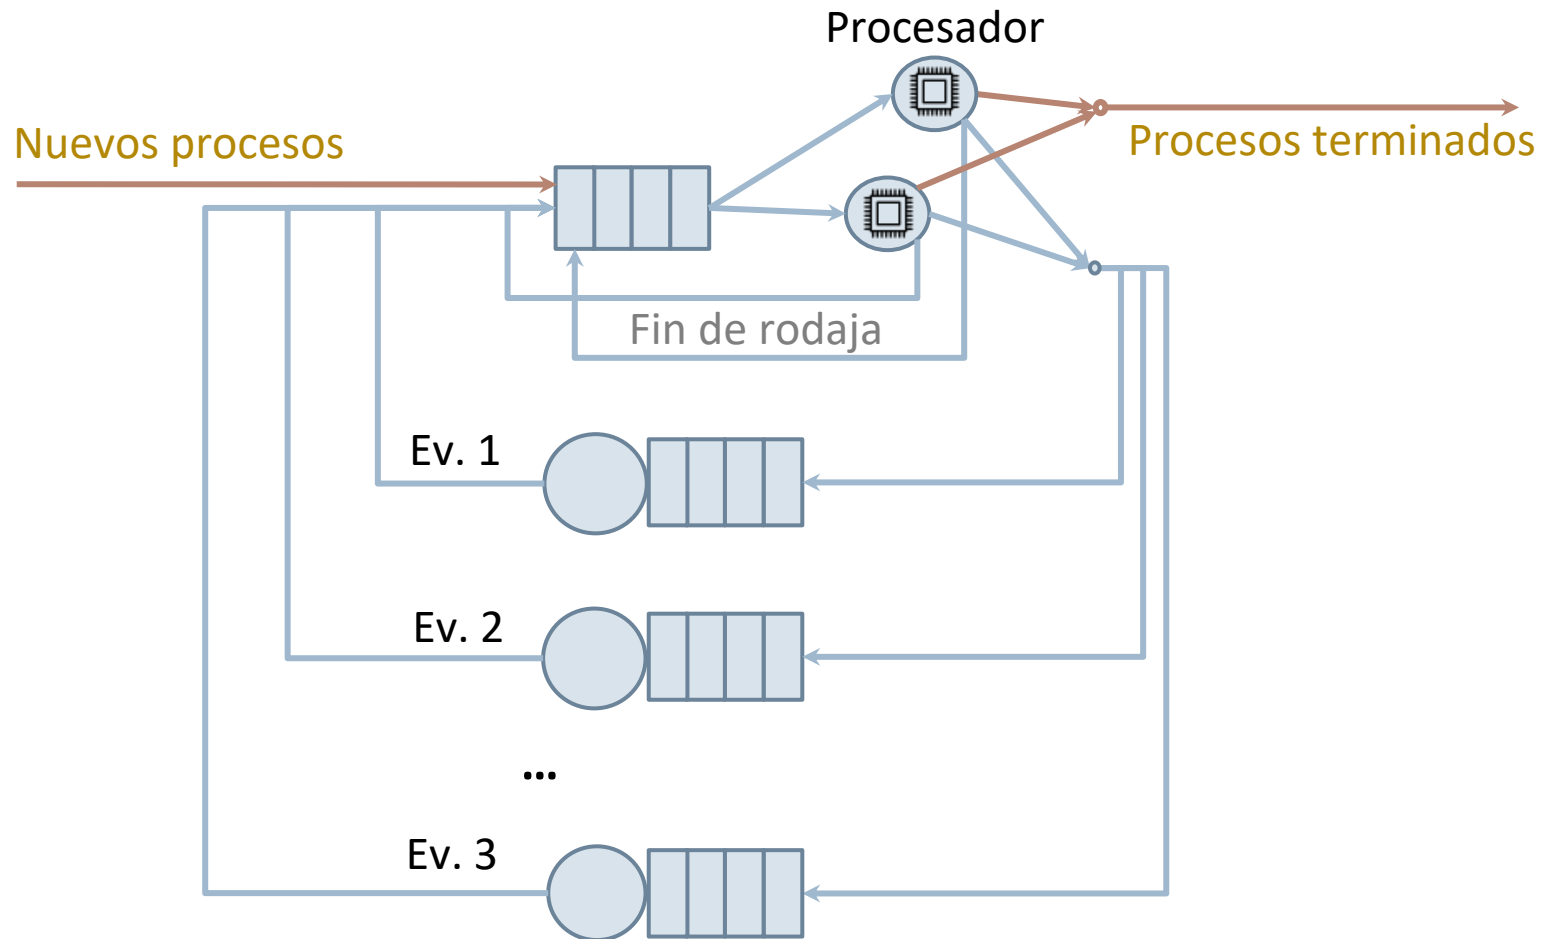 Procesador
Nuevos procesos
Procesos terminados
Fin de rodaja
Ev. 1
Ev. 2
...
Ev. 3